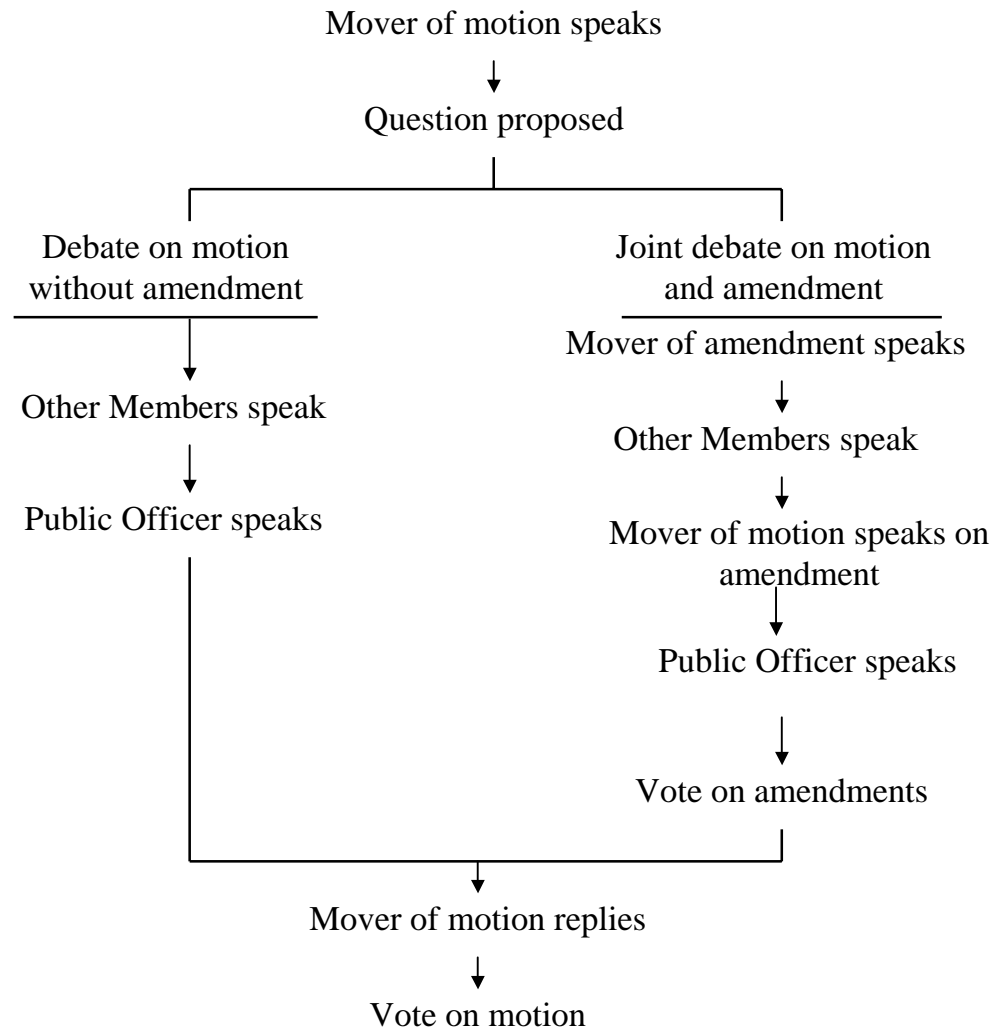 Mover of motion speaks
Question proposed
Debate on motion
without amendment
Other Members speak
Public Officer speaks
Joint debate on motion
and amendment
Mover of amendment speaks
Other Members speak
Mover of motion speaks on
amendment
Public Officer speaks
Vote on amendments
Mover of motion replies
Vote on motion